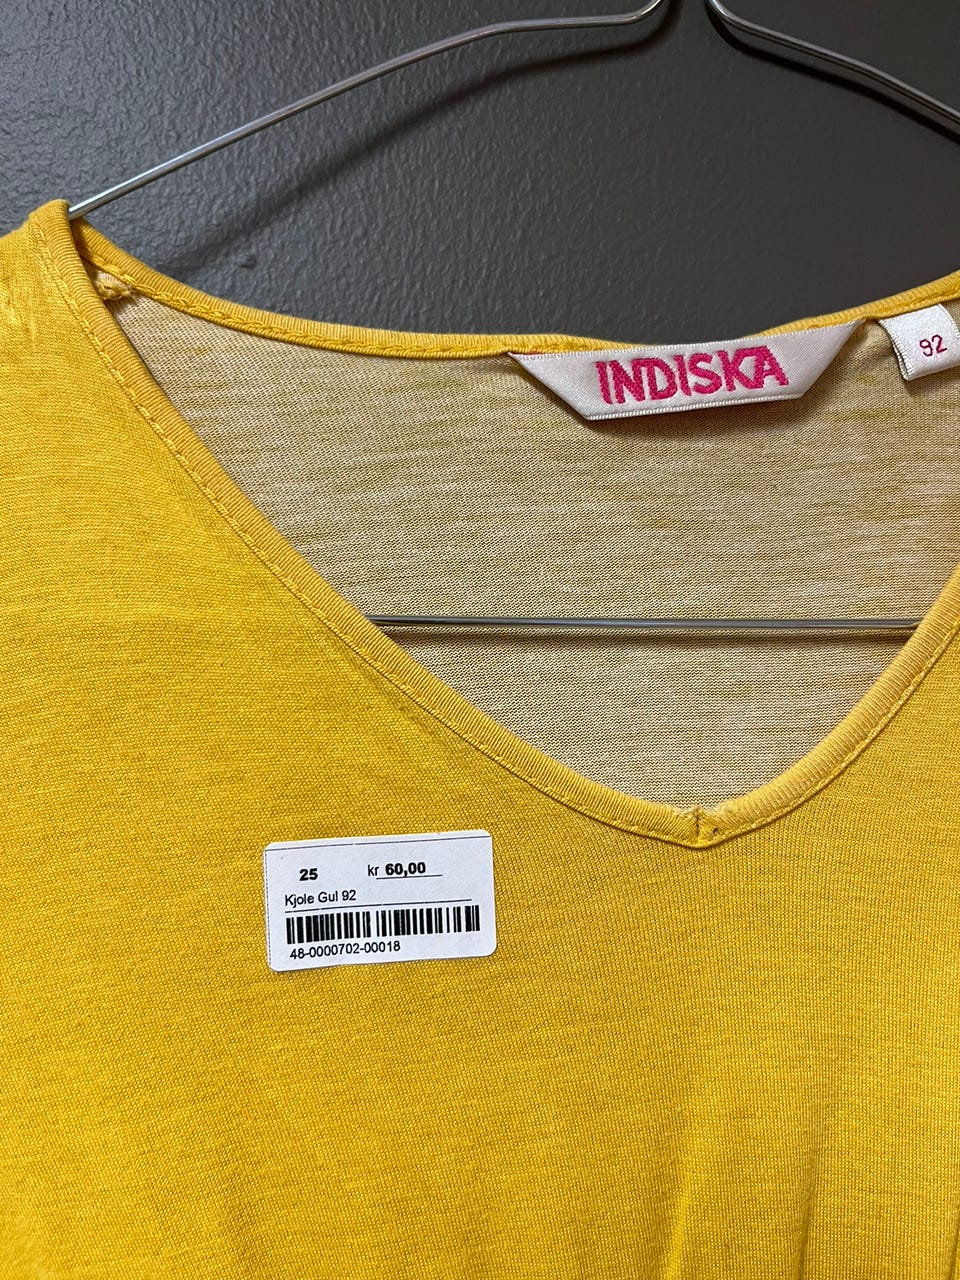 INDISKA
92
25 kr 60,00
Kjole Gul 92
48-0000702-00018